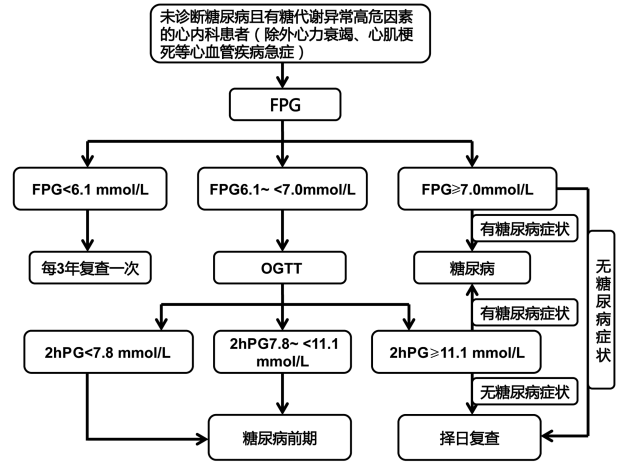 未诊断糖尿病且有糖代谢异常高危因素
的心内科患者（除外心力衰竭、心肌梗
死等心血管疾病急症）
FPG
FPG<6.1 mmol/L
FPG6.1~ <7.0mmol/L
FPG≥7.0mmol/L
有糖尿病症状
无糖尿病症状
每3年复查一次
OGTT
糖尿病
有糖尿病症状
2hPG<7.8 mmol/L
2hPG7.8~ <11.1
mmol/L
2hPG≥11.1 mmol/L
无糖尿病症状
糖尿病前期
择日复查